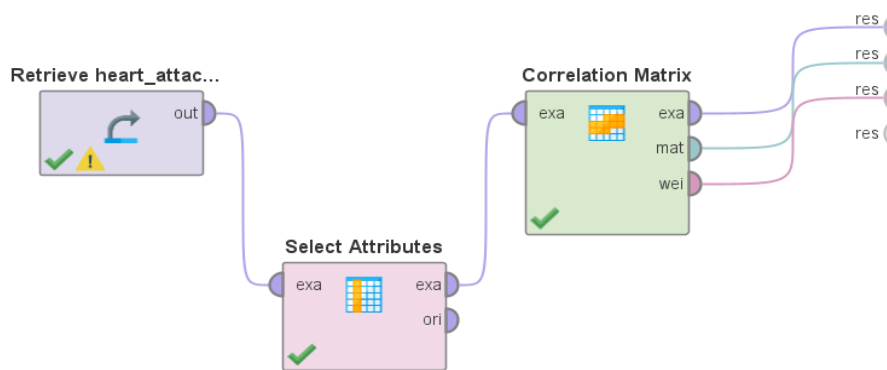 Retrieve heart_attac...
out
Select Attributes
exa
exa
ori
Correlation Matrix
exa
exa
mat
wei
res
res
res
res